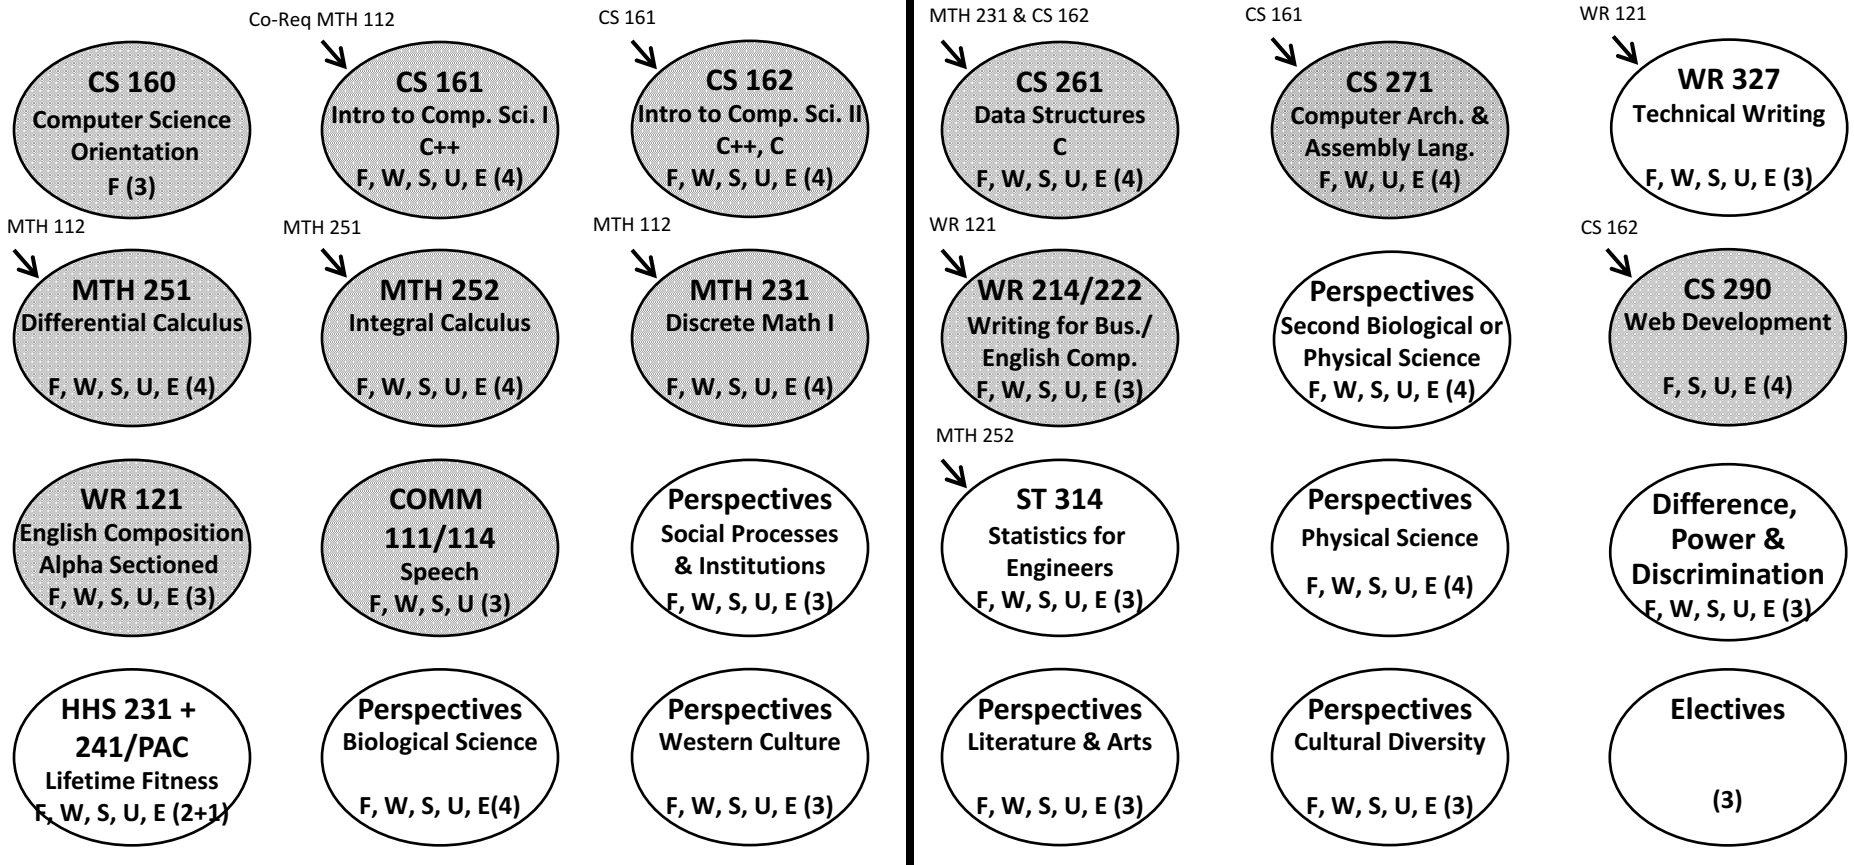 Co-Req MTH 112
CS 161
CS 160
Computer Science
Orientation
F (3)
CS 161
Intro to Comp. Sci. I
C++
F, W, S, U, E (4)
CS 162
Intro to Comp. Sci. II
C++, C
F, W, S, U, E (4)
MTH 112
MTH 251
MTH 112
MTH 251
Differential Calculus
F, W, S, U, E (4)
MTH 252
Integral Calculus
F, W, S, U, E (4)
MTH 231
Discrete Math I
F, W, S, U, E (4)
WR 121
English Composition
Alpha Sectioned
F, W, S, U, E (3)
COMM
111/114
Speech
F, W, S, U (3)
Perspectives
Social Processes
& Institutions
F, W, S, U, E (3)
HHS 231 +
241/PAC
Lifetime Fitness
F, W, S, U, E (2+1)
Perspectives
Biological Science
F, W, S, U, E(4)
Perspectives
Western Culture
F, W, S, U, E (3)
MTH 231 & CS 162
CS 161
WR 121
CS 261
Data Structures
C
F, W, S, U, E (4)
CS 271
Computer Arch. &
Assembly Lang.
F, W, U, E (4)
WR 327
Technical Writing
F, W, S, U, E (3)
WR 121
CS 162
WR 214/222
Writing for Bus./
English Comp.
F, W, S, U, E (3)
Perspectives
Second Biological or
Physical Science
F, W, S, U, E (4)
CS 290
Web Development
F, S, U, E (4)
MTH 252
ST 314
Statistics for
Engineers
F, W, S, U, E (3)
Perspectives
Physical Science
F, W, S, U, E (4)
Difference,
Power &
Discrimination
F, W, S, U, E (3)
Perspectives
Literature & Arts
F, W, S, U, E (3)
Perspectives
Cultural Diversity
F, W, S, U, E (3)
Electives
(3)